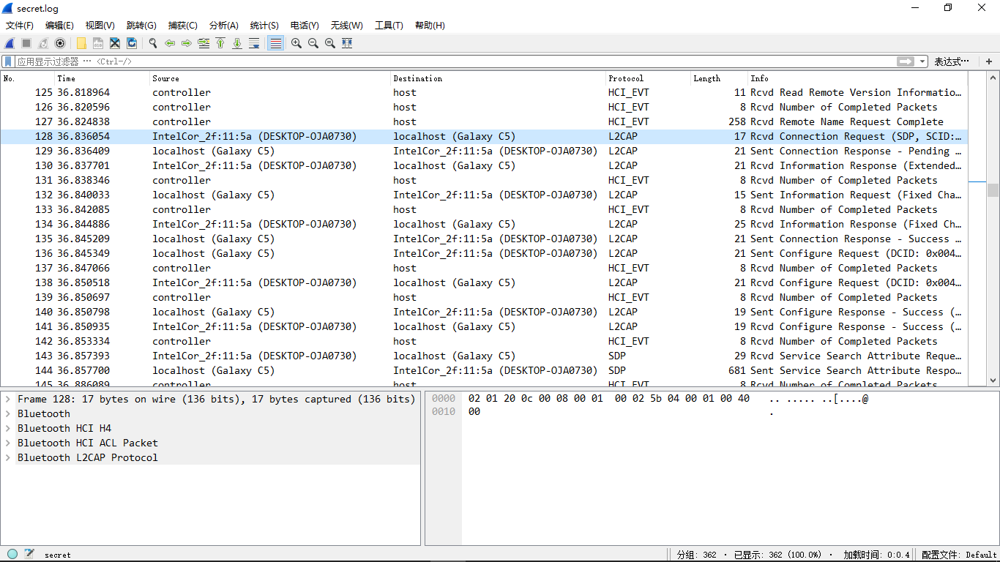 secret.log
文件(F) 编辑(E) 视图(V) 跳转(G) 捕获(C) 分析(A) 统计(S) 电话(Y) 无线(W) 工具(T) 帮助(H)
应用显示过滤器 … <Ctrl-/> 表达式… +
No. Time Source Destination Protocol Length Info
125 36.818964 controller host HCI_EVT 11 Rcvd Read Remote Version Informatio…
126 36.820596 controller host HCI_EVT 8 Rcvd Number of Completed Packets
127 36.824838 controller host HCI_EVT 258 Rcvd Remote Name Request Complete
128 36.836054 IntelCor_2f:11:5a (DESKTOP-OJA0730) localhost (Galaxy C5) L2CAP 17 Rcvd Connection Request (SDP, SCID:…
129 36.836409 localhost (Galaxy C5) IntelCor_2f:11:5a (DESKTOP-OJA0730) L2CAP 21 Sent Connection Response - Pending …
130 36.837701 IntelCor_2f:11:5a (DESKTOP-OJA0730) localhost (Galaxy C5) L2CAP 21 Rcvd Information Response (Extended…
131 36.838346 controller host HCI_EVT 8 Rcvd Number of Completed Packets
132 36.840033 localhost (Galaxy C5) IntelCor_2f:11:5a (DESKTOP-OJA0730) L2CAP 15 Sent Information Request (Fixed Cha…
133 36.842085 controller host HCI_EVT 8 Rcvd Number of Completed Packets
134 36.844886 IntelCor_2f:11:5a (DESKTOP-OJA0730) localhost (Galaxy C5) L2CAP 25 Rcvd Information Response (Fixed Ch…
135 36.845209 localhost (Galaxy C5) IntelCor_2f:11:5a (DESKTOP-OJA0730) L2CAP 21 Sent Connection Response - Success …
136 36.845349 localhost (Galaxy C5) IntelCor_2f:11:5a (DESKTOP-OJA0730) L2CAP 21 Sent Configure Request (DCID: 0x004…
137 36.847066 controller host HCI_EVT 8 Rcvd Number of Completed Packets
138 36.850518 IntelCor_2f:11:5a (DESKTOP-OJA0730) localhost (Galaxy C5) L2CAP 21 Rcvd Configure Request (DCID: 0x004…
139 36.850697 controller host HCI_EVT 8 Rcvd Number of Completed Packets
140 36.850798 localhost (Galaxy C5) IntelCor_2f:11:5a (DESKTOP-OJA0730) L2CAP 19 Sent Configure Response - Success (…
141 36.850935 IntelCor_2f:11:5a (DESKTOP-OJA0730) localhost (Galaxy C5) L2CAP 19 Rcvd Configure Response - Success (…
142 36.853334 controller host HCI_EVT 8 Rcvd Number of Completed Packets
143 36.857393 IntelCor_2f:11:5a (DESKTOP-OJA0730) localhost (Galaxy C5) SDP 29 Rcvd Service Search Attribute Reque…
144 36.857700 localhost (Galaxy C5) IntelCor_2f:11:5a (DESKTOP-OJA0730) SDP 681 Sent Service Search Attribute Respo…
145 36.886089 controller host HCI_EVT 8 Rcvd Number of Completed Packets
Frame 128: 17 bytes on wire (136 bits), 17 bytes captured (136 bits)
Bluetooth
Bluetooth HCI H4
Bluetooth HCI ACL Packet
Bluetooth L2CAP Protocol
0000 02 01 20 0c 00 08 00 01 00 02 5b 04 00 01 00 40 .. ..... ..[....@
0010 00 .
secret 分组: 362 · 已显示: 362 (100.0%) · 加载时间: 0:0.4 配置文件: Default